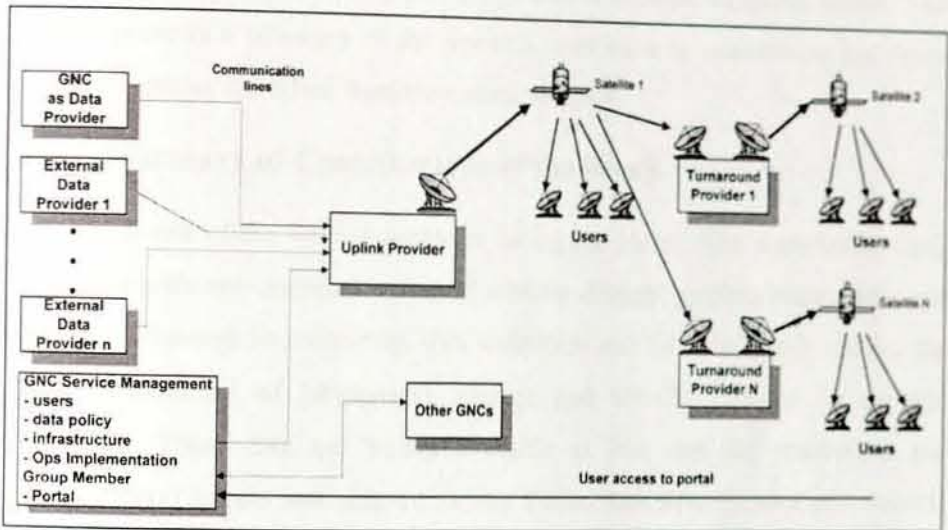 GNC
as Data
Provider
Communication
lines
External
Data
Provider 1
External
Data
Provider n
Uplink Provider
Satellite 1
Users
Turnaround
Provider 1
Satellite 2
Users
Turnaround
Provider N
Satellite N
Users
GNC Service Management
- users
- data policy
- infrastructure
- Ops Implementation
Group Member
- Portal
Other GNCs
User access to portal